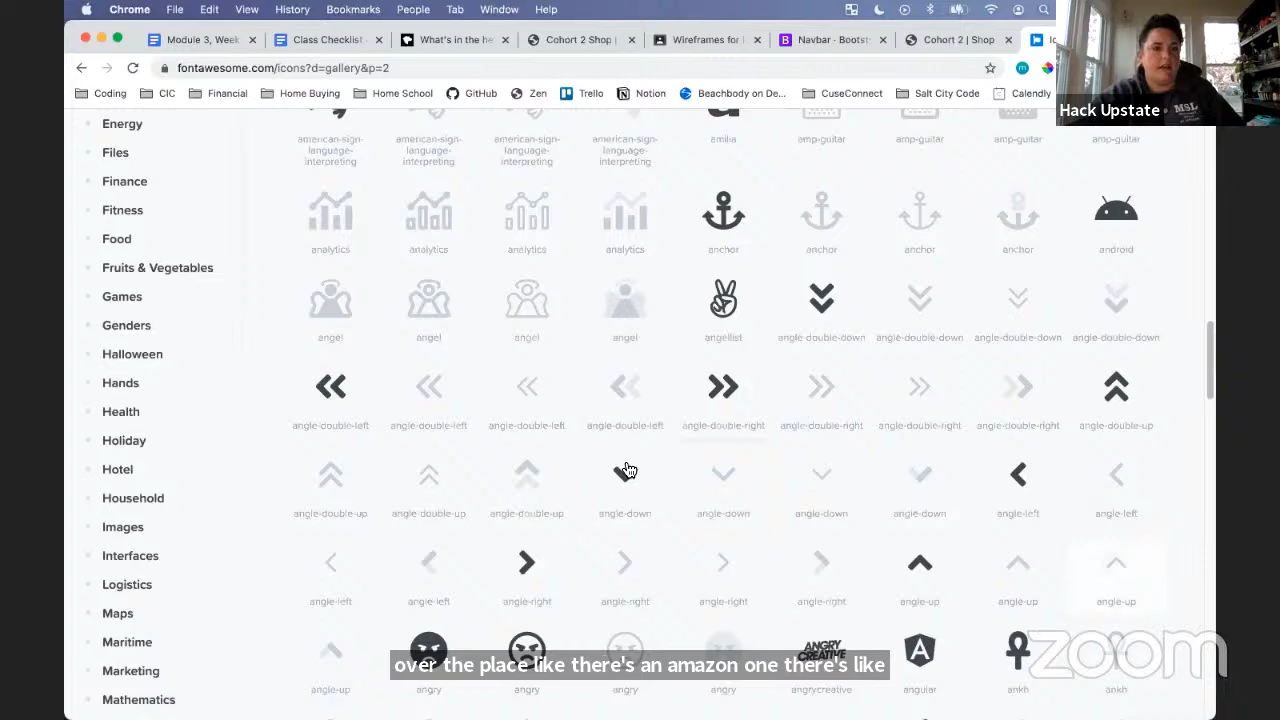 Chrome File Edit View History Bookmarks People Tab Window Help
Module 3, Week Class Checklist - What's in the he Cohort 2 Shop | Wireframes for Navbar · Bootst Cohort 2 | Shop
fontawesome.com/icons?d=gallery&p=2
Coding CIC Financial Home Buying Home School GitHub Zen Trello Notion Beachbody on De... CuseConnect Salt City Code Calendly
Hack Upstate
Energy
Files
Finance
Fitness
Food
Fruits & Vegetables
Games
Genders
Halloween
Hands
Health
Holiday
Hotel
Household
Images
Interfaces
Logistics
Maps
Maritime
Marketing
Mathematics
american-sign-language-interpreting american-sign-language-interpreting american-sign-language-interpreting american-sign-language-interpreting amilia amp-guitar amp-guitar amp-guitar amp-guitar
analytics analytics analytics analytics anchor anchor anchor anchor android
angel angel angel angel angellist angle-double-down angle-double-down angle-double-down angle-double-down
angle-double-left angle-double-left angle-double-left angle-double-left angle-double-right angle-double-right angle-double-right angle-double-right angle-double-up
angle-double-up angle-double-up angle-double-up angle-down angle-down angle-down angle-down angle-left angle-left
angle-left angle-left angle-right angle-right angle-right angle-right angle-up angle-up angle-up
ANGRY CREATIVE
angle-up angry angry angry angry angrycreative angular ankh ankh
over the place like there's an amazon one there's like
zoom